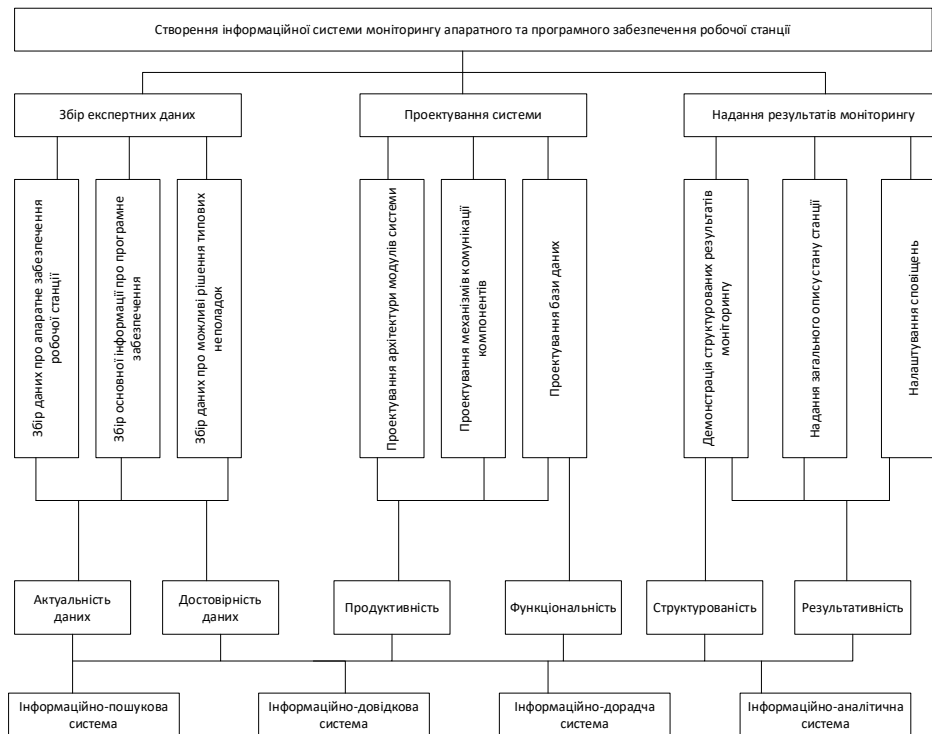 Створення інформаційної системи моніторингу апаратного та програмного забезпечення робочої станції
Збір експертних даних
Проектування системи
Надання результатів моніторингу
Збір даних про апаратне забезпечення
робочої станції
Збір основної інформації про програмне
забезпечення
Збір даних про можливі рішення типових
неполадок
Проектування архітектури модулів системи
Проектування механізмів комунікації
компонентів
Проектування бази даних
Демонстрація структурованих результатів
моніторингу
Надання загального опису стану станції
Налаштування сповіщень
Актуальність
даних
Достовірність
даних
Продуктивність
Функціональність
Структурованість
Результативність
Інформаційно-пошукова
система
Інформаційно-довідкова
система
Інформаційно-дорадча
система
Інформаційно-аналітична
система